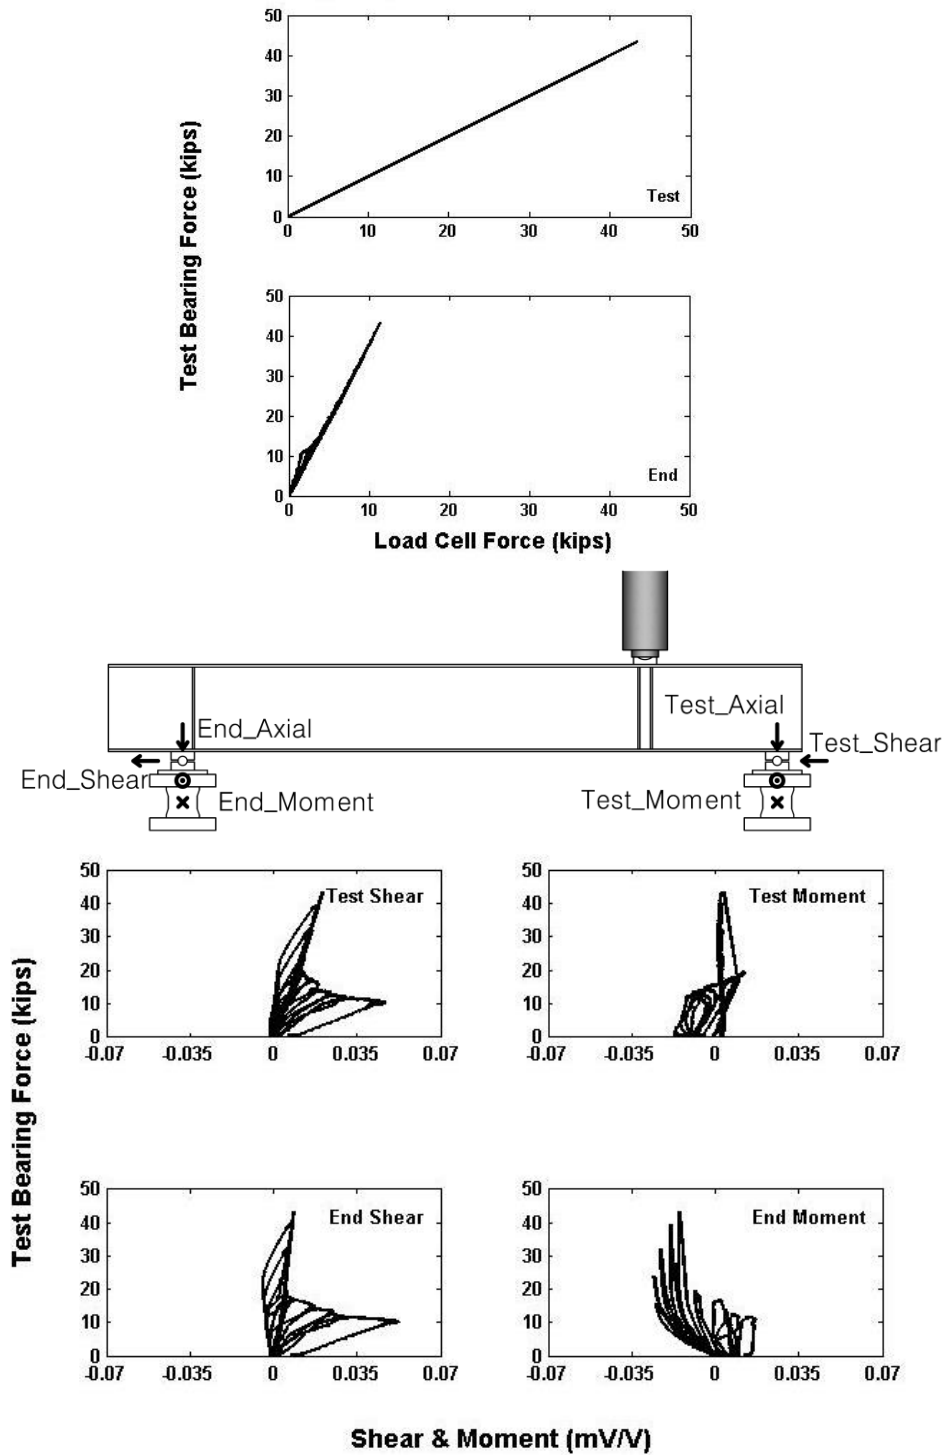 Test Bearing Force (kips)
50
40
30
20
10
0
Test
0 10 20 30 40 50
50
40
30
20
10
0
End
0 10 20 30 40 50
Load Cell Force (kips)
End_Axial
Test_Axial
Test_Shear
End_Shear
End_Moment
Test_Moment
Test Bearing Force (kips)
50
40
30
20
10
0
Test Shear
-0.07 -0.035 0 0.035 0.07
50
40
30
20
10
0
Test Moment
-0.07 -0.035 0 0.035 0.07
50
40
30
20
10
0
End Shear
-0.07 -0.035 0 0.035 0.07
50
40
30
20
10
0
End Moment
-0.07 -0.035 0 0.035 0.07
Shear & Moment (mV/V)